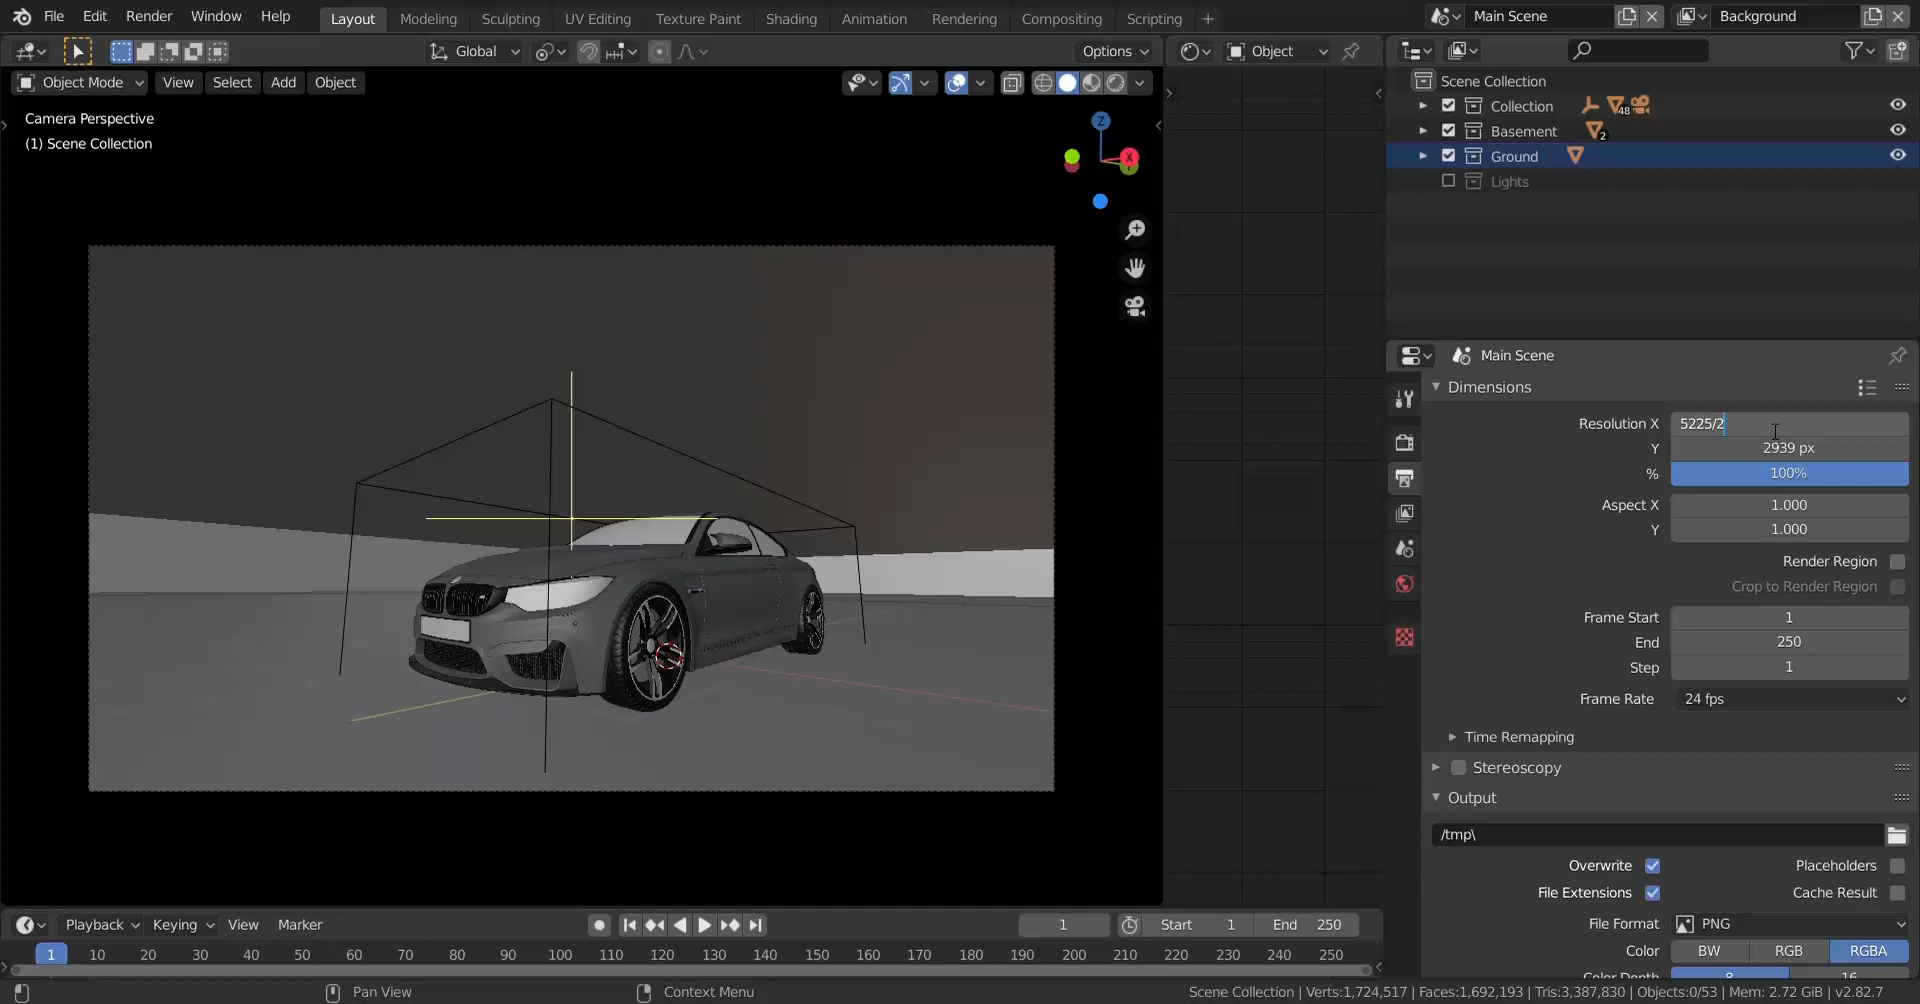 File Edit Render Window Help Layout Modeling Sculpting UV Editing Texture Paint Shading Animation Rendering Compositing Scripting + Main Scene Background
Global Options Object
Object Mode View Select Add Object
Camera Perspective
(1) Scene Collection
Z
X
Scene Collection
Collection 48
Basement 2
Ground
Lights
Main Scene
Dimensions
Resolution X 5225/2
Y 2939 px
% 100%
Aspect X 1.000
Y 1.000
Render Region
Crop to Render Region
Frame Start 1
End 250
Step 1
Frame Rate 24 fps
Time Remapping
Stereoscopy
Output
/tmp\
Overwrite Placeholders
File Extensions Cache Result
File Format PNG
Color BW RGB RGBA
Color Depth 8 16
Playback Keying View Marker 1 Start 1 End 250
1 10 20 30 40 50 60 70 80 90 100 110 120 130 140 150 160 170 180 190 200 210 220 230 240 250
Pan View Context Menu Scene Collection | Verts:1,724,517 | Faces:1,692,193 | Tris:3,387,830 | Objects:0/53 | Mem: 2.72 GiB | v2.82.7